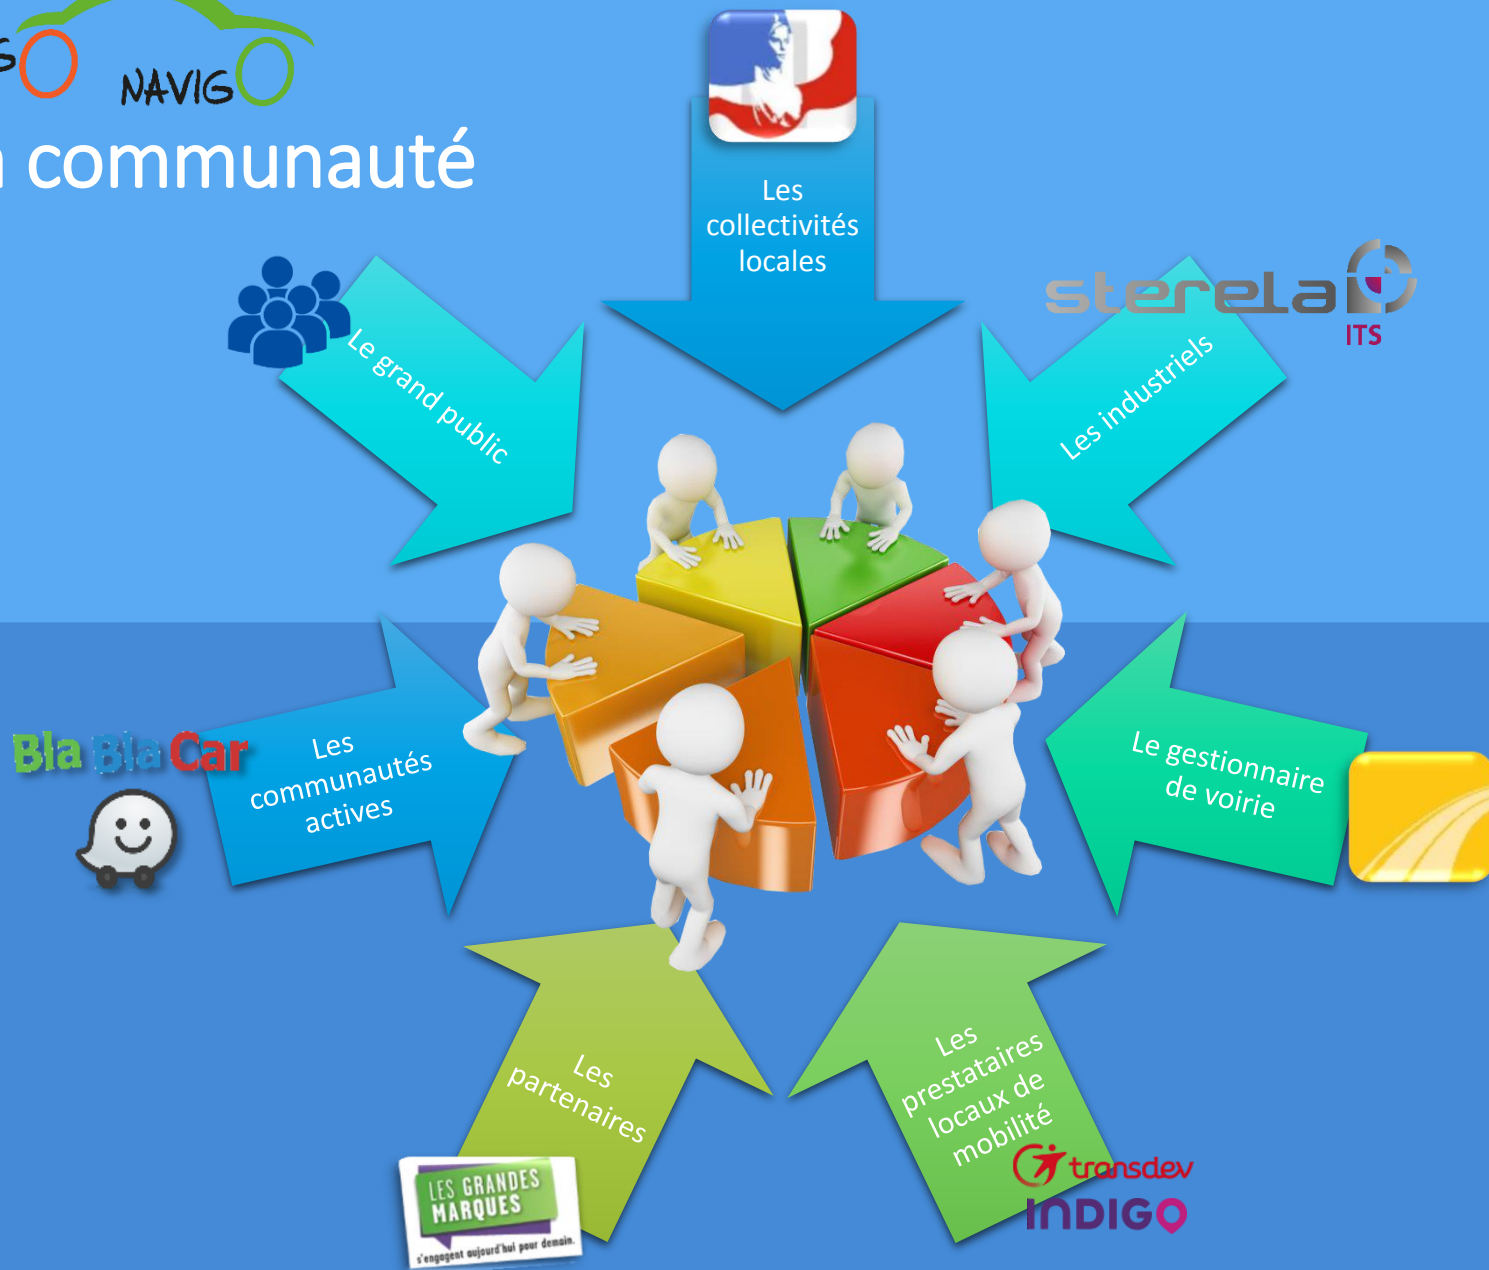 NAVIGO
communauté
Les
collectivités
locales
Le grand public
sterela
ITS
Les industriels
Bla Bla Car
Les
communautés
actives
Le gestionnaire
de voirie
Les
partenaires
LES GRANDES
MARQUES
s'engagent aujourd'hui pour demain.
Les
prestataires
locaux de
mobilité
transdev
INDIGO